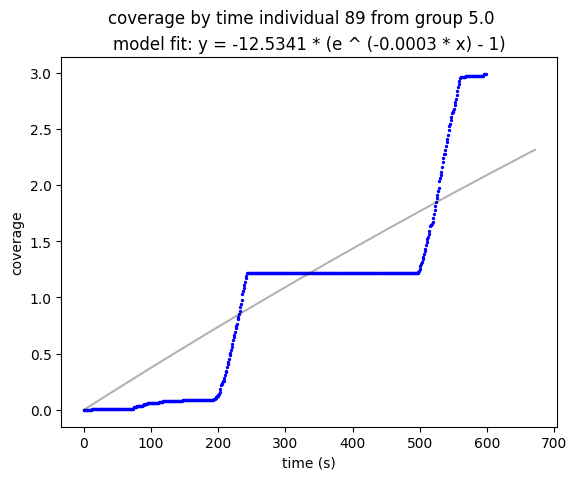 coverage by time individual 89 from group 5.0
model fit: y = -12.5341 * (e ^ (-0.0003 * x) - 1)
3.0
2.5
2.0
1.5
1.0
0.5
0.0
coverage
0 100 200 300 400 500 600 700
time (s)